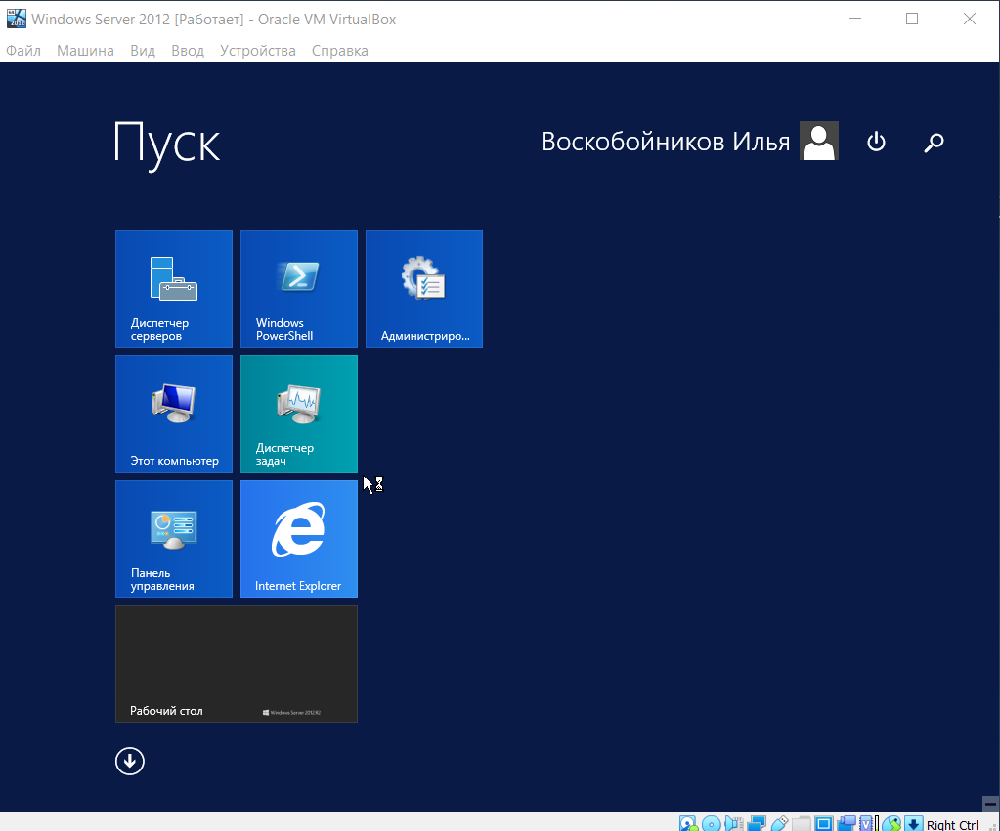 Windows Server 2012 [Работает] - Oracle VM VirtualBox
Файл Машина Вид Ввод Устройства Справка
Пуск
Воскобойников Илья
Диспетчер
серверов
Windows
PowerShell
Администриро...
Этот компьютер
Диспетчер
задач
Панель
управления
Internet Explorer
Рабочий стол
Windows Server 2012 R2
Right Ctrl